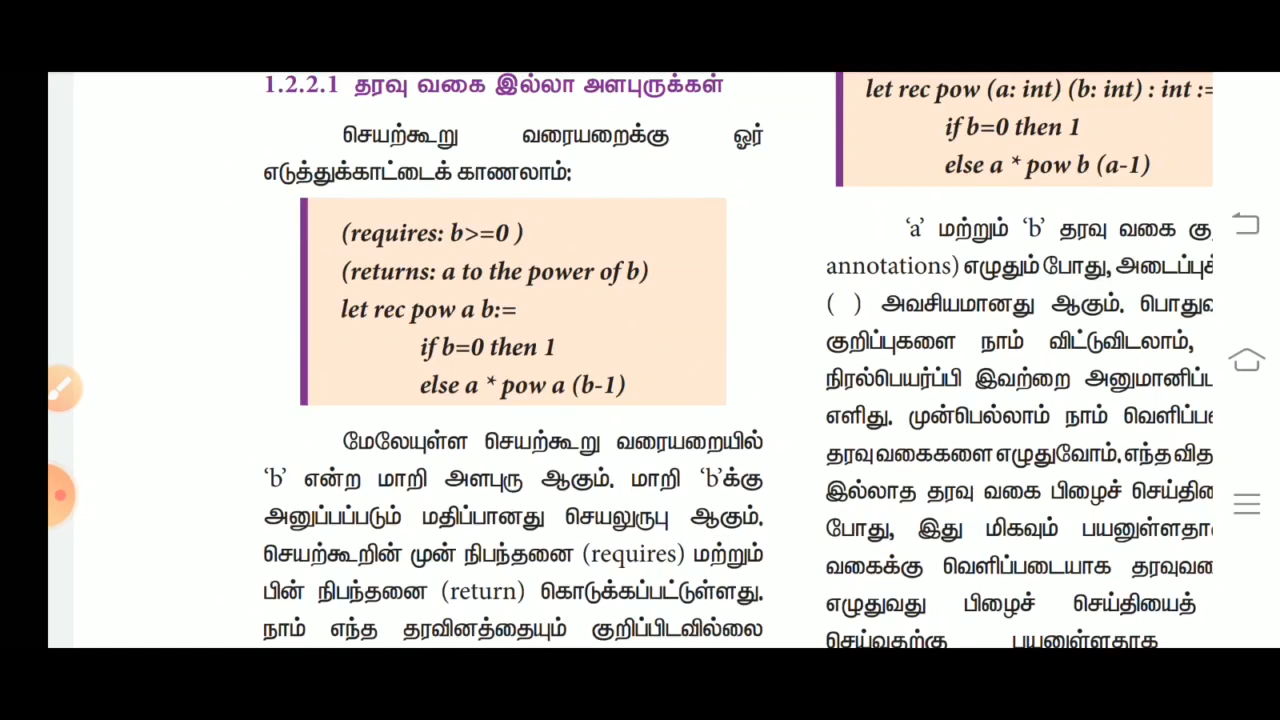 1.2.2.1 தரவு வகை இல்லா அளபுருக்கள்
செயற்கூறு வரையறைக்கு ஓர்
எடுத்துக்காட்டைக் காணலாம்:
(requires: b>=0 )
(returns: a to the power of b)
let rec pow a b:=
if b=0 then 1
else a * pow a (b-1)
மேலேயுள்ள செயற்கூறு வரையறையில்
‘b’ என்ற மாறி அளபுரு ஆகும். மாறி ‘b’க்கு
அனுப்பப்படும் மதிப்பானது செயலுருபு ஆகும்.
செயற்கூறின் முன் நிபந்தனை (requires) மற்றும்
பின் நிபந்தனை (return) கொடுக்கப்பட்டுள்ளது.
நாம் எந்த தரவினத்தையும் குறிப்பிடவில்லை
let rec pow (a: int) (b: int) : int :=
if b=0 then 1
else a * pow b (a-1)
‘a’ மற்றும் ‘b’ தரவு வகை
annotations) எழுதும் போது,
( ) அவசியமானது ஆகும்.
குறிப்புகளை நாம் விட்டுவிடலாம்,
நிரல்பெயர்ப்பி இவற்றை
எளிது. முன்பெல்லாம் நாம்
தரவு வகைகளை எழுதுவோம். எந்த
இல்லாத தரவு வகை பிழைச்
போது, இது மிகவும்
வகைக்கு வெளிப்படையாக
எழுதுவது பிழைச் செய்தியைத்
செய்வதற்கு பயனுள்ளதாக